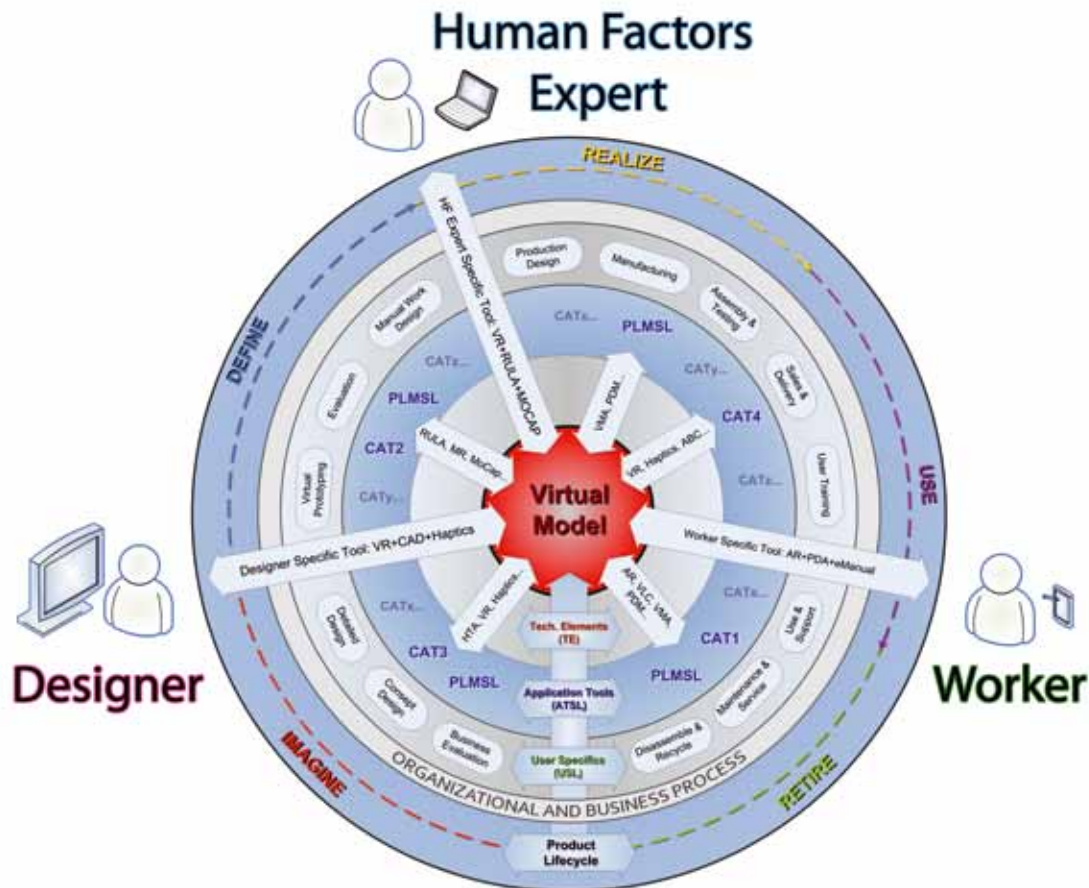 Human Factors
Expert
REALIZE
DEFINE
USE
IMAGINE
RETIRE
Designer
Worker
HF Expert Specific Tool: VR+RULA+MOCAP
Designer Specific Tool: VR+CAD+Haptics
Worker Specific Tool: AR+PDA+eManual
Production
Design
Manufacturing
Assembly &
Testing
Sales &
Delivery
User Training
Use &
Support
Maintenance &
Service
Disassemble &
Recycle
Business
Evaluation
Concept
Design
Detailed
Design
Virtual
Prototyping
Evaluation
Manual Work
Design
PLMSL
CAT4
CATy...
CAT1
PLMSL
PLMSL
CAT3
CATy...
CAT2
PLMSL
VMA, PDM...
VR, Haptics, ABC...
AR, VLC, VMA,
PDM...
HTA, VR, Haptics...
RULA, MR, MoCap...
Virtual
Model
Tech. Elements
(TE)
Application Tools
(ATSL)
User Specifics
(USL)
ORGANIZATIONAL AND BUSINESS PROCESS
Product
Lifecycle